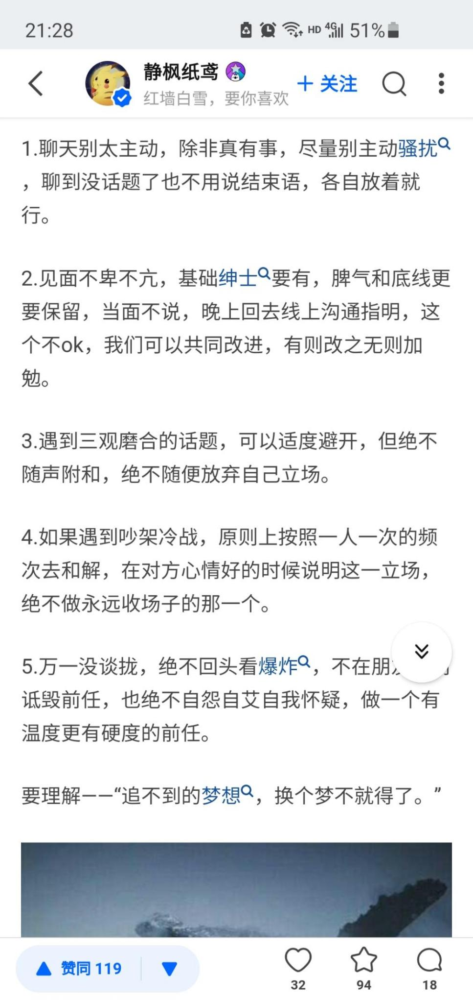 21:28 HD 4G 51%
静枫纸鸢
红墙白雪，要你喜欢
+ 关注
1.聊天别太主动，除非真有事，尽量别主动骚扰
，聊到没话题了也不用说结束语，各自放着就
行。
2.见面不卑不亢，基础绅士要有，脾气和底线更
要保留，当面不说，晚上回去线上沟通指明，这
个不ok，我们可以共同改进，有则改之无则加
勉。
3.遇到三观磨合的话题，可以适度避开，但绝不
随声附和，绝不随便放弃自己立场。
4.如果遇到吵架冷战，原则上按照一人一次的频
次去和解，在对方心情好的时候说明这一立场，
绝不做永远收场子的那一个。
5.万一没谈拢，绝不回头看爆炸，不在朋
诋毁前任，也绝不自怨自艾自我怀疑，做一个有
温度更有硬度的前任。
要理解——“追不到的梦想，换个梦不就得了。”
赞同 119
32
94
18